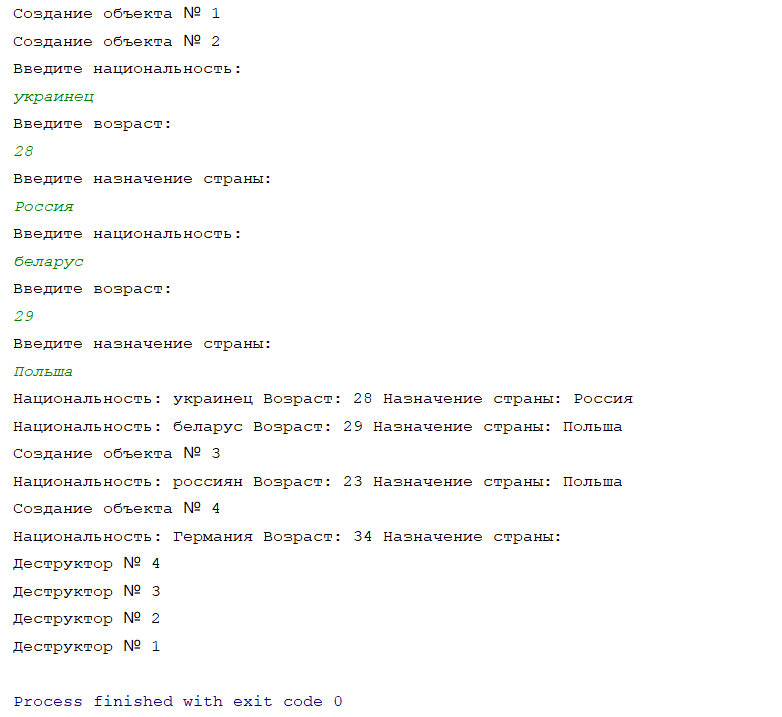 Создание объекта № 1
Создание объекта № 2
Введите национальность:
украинец
Введите возраст:
28
Введите назначение страны:
Россия
Введите национальность:
беларус
Введите возраст:
29
Введите назначение страны:
Польша
Национальность: украинец Возраст: 28 Назначение страны: Россия
Национальность: беларус Возраст: 29 Назначение страны: Польша
Создание объекта № 3
Национальность: россиян Возраст: 23 Назначение страны: Польша
Создание объекта № 4
Национальность: Германия Возраст: 34 Назначение страны:
Деструктор № 4
Деструктор № 3
Деструктор № 2
Деструктор № 1
Process finished with exit code 0